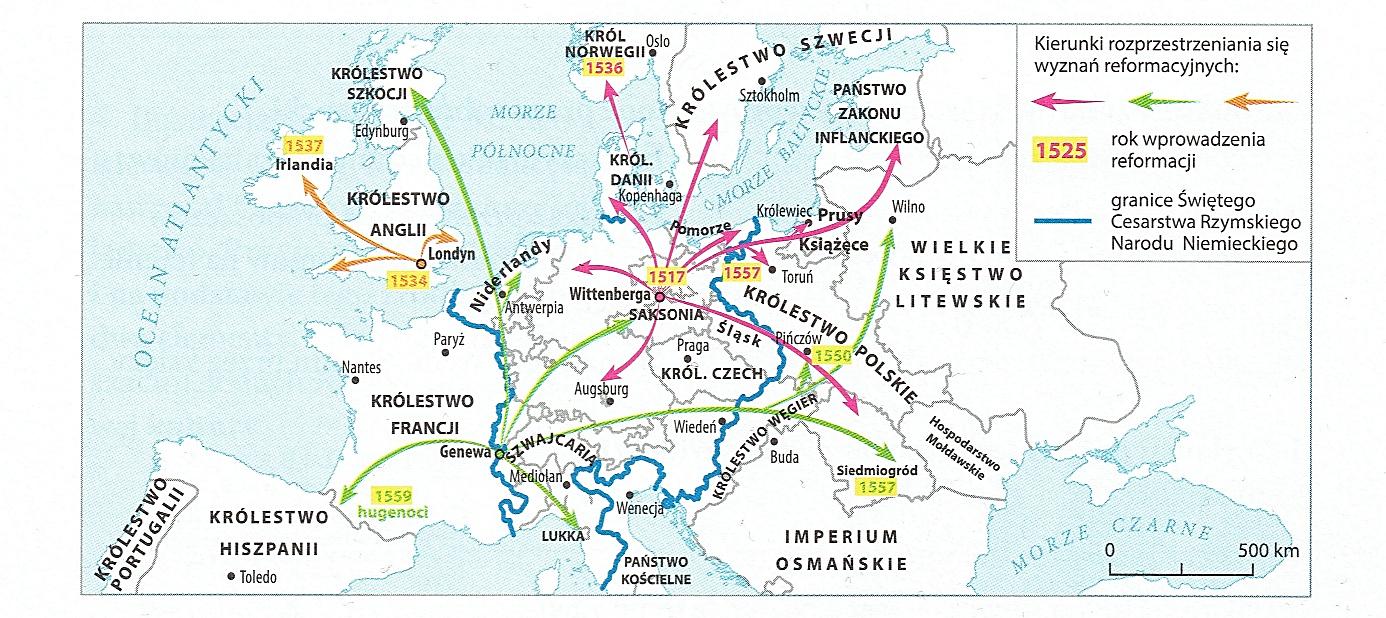 KRÓL
NORWEGII
1536
Oslo
KRÓLESTWO SZWECJI
Sztokholm
KRÓLESTWO
SZKOCJI
Edynburg
MORZE
PÓŁNOCNE
MORZE BAŁTYCKIE
PAŃSTWO
ZAKONU
INFLANCKIEGO
OCEAN ATLANTYCKI
1537
Irlandia
KRÓLESTWO
ANGLII
Londyn
1534
KRÓL.
DANII
Kopenhaga
Pomorze
Królewiec
Prusy
Książęce
Wilno
WIELKIE
KSIĘSTWO
LITEWSKIE
Niderlandy
Antwerpia
1517
Wittenberga
SAKSONIA
1557
Toruń
KRÓLESTWO POLSKIE
Śląsk
Pińczów
1550
Paryż
Nantes
Praga
KRÓL. CZECH
Augsburg
KRÓLESTWO
FRANCJI
Wiedeń
KRÓLESTWO WĘGIER
Buda
Hospodarstwo
Mołdawskie
Genewa
SZWAJCARIA
Mediolan
Wenecja
Siedmiogród
1557
1559
hugenoci
KRÓLESTWO
PORTUGALII
KRÓLESTWO
HISZPANII
Toledo
LUKKA
PAŃSTWO
KOŚCIELNE
IMPERIUM
OSMAŃSKIE
MORZE CZARNE
0 500 km
Kierunki rozprzestrzeniania się
wyznań reformacyjnych:
1525
rok wprowadzenia
reformacji
granice Świętego
Cesarstwa Rzymskiego
Narodu Niemieckiego